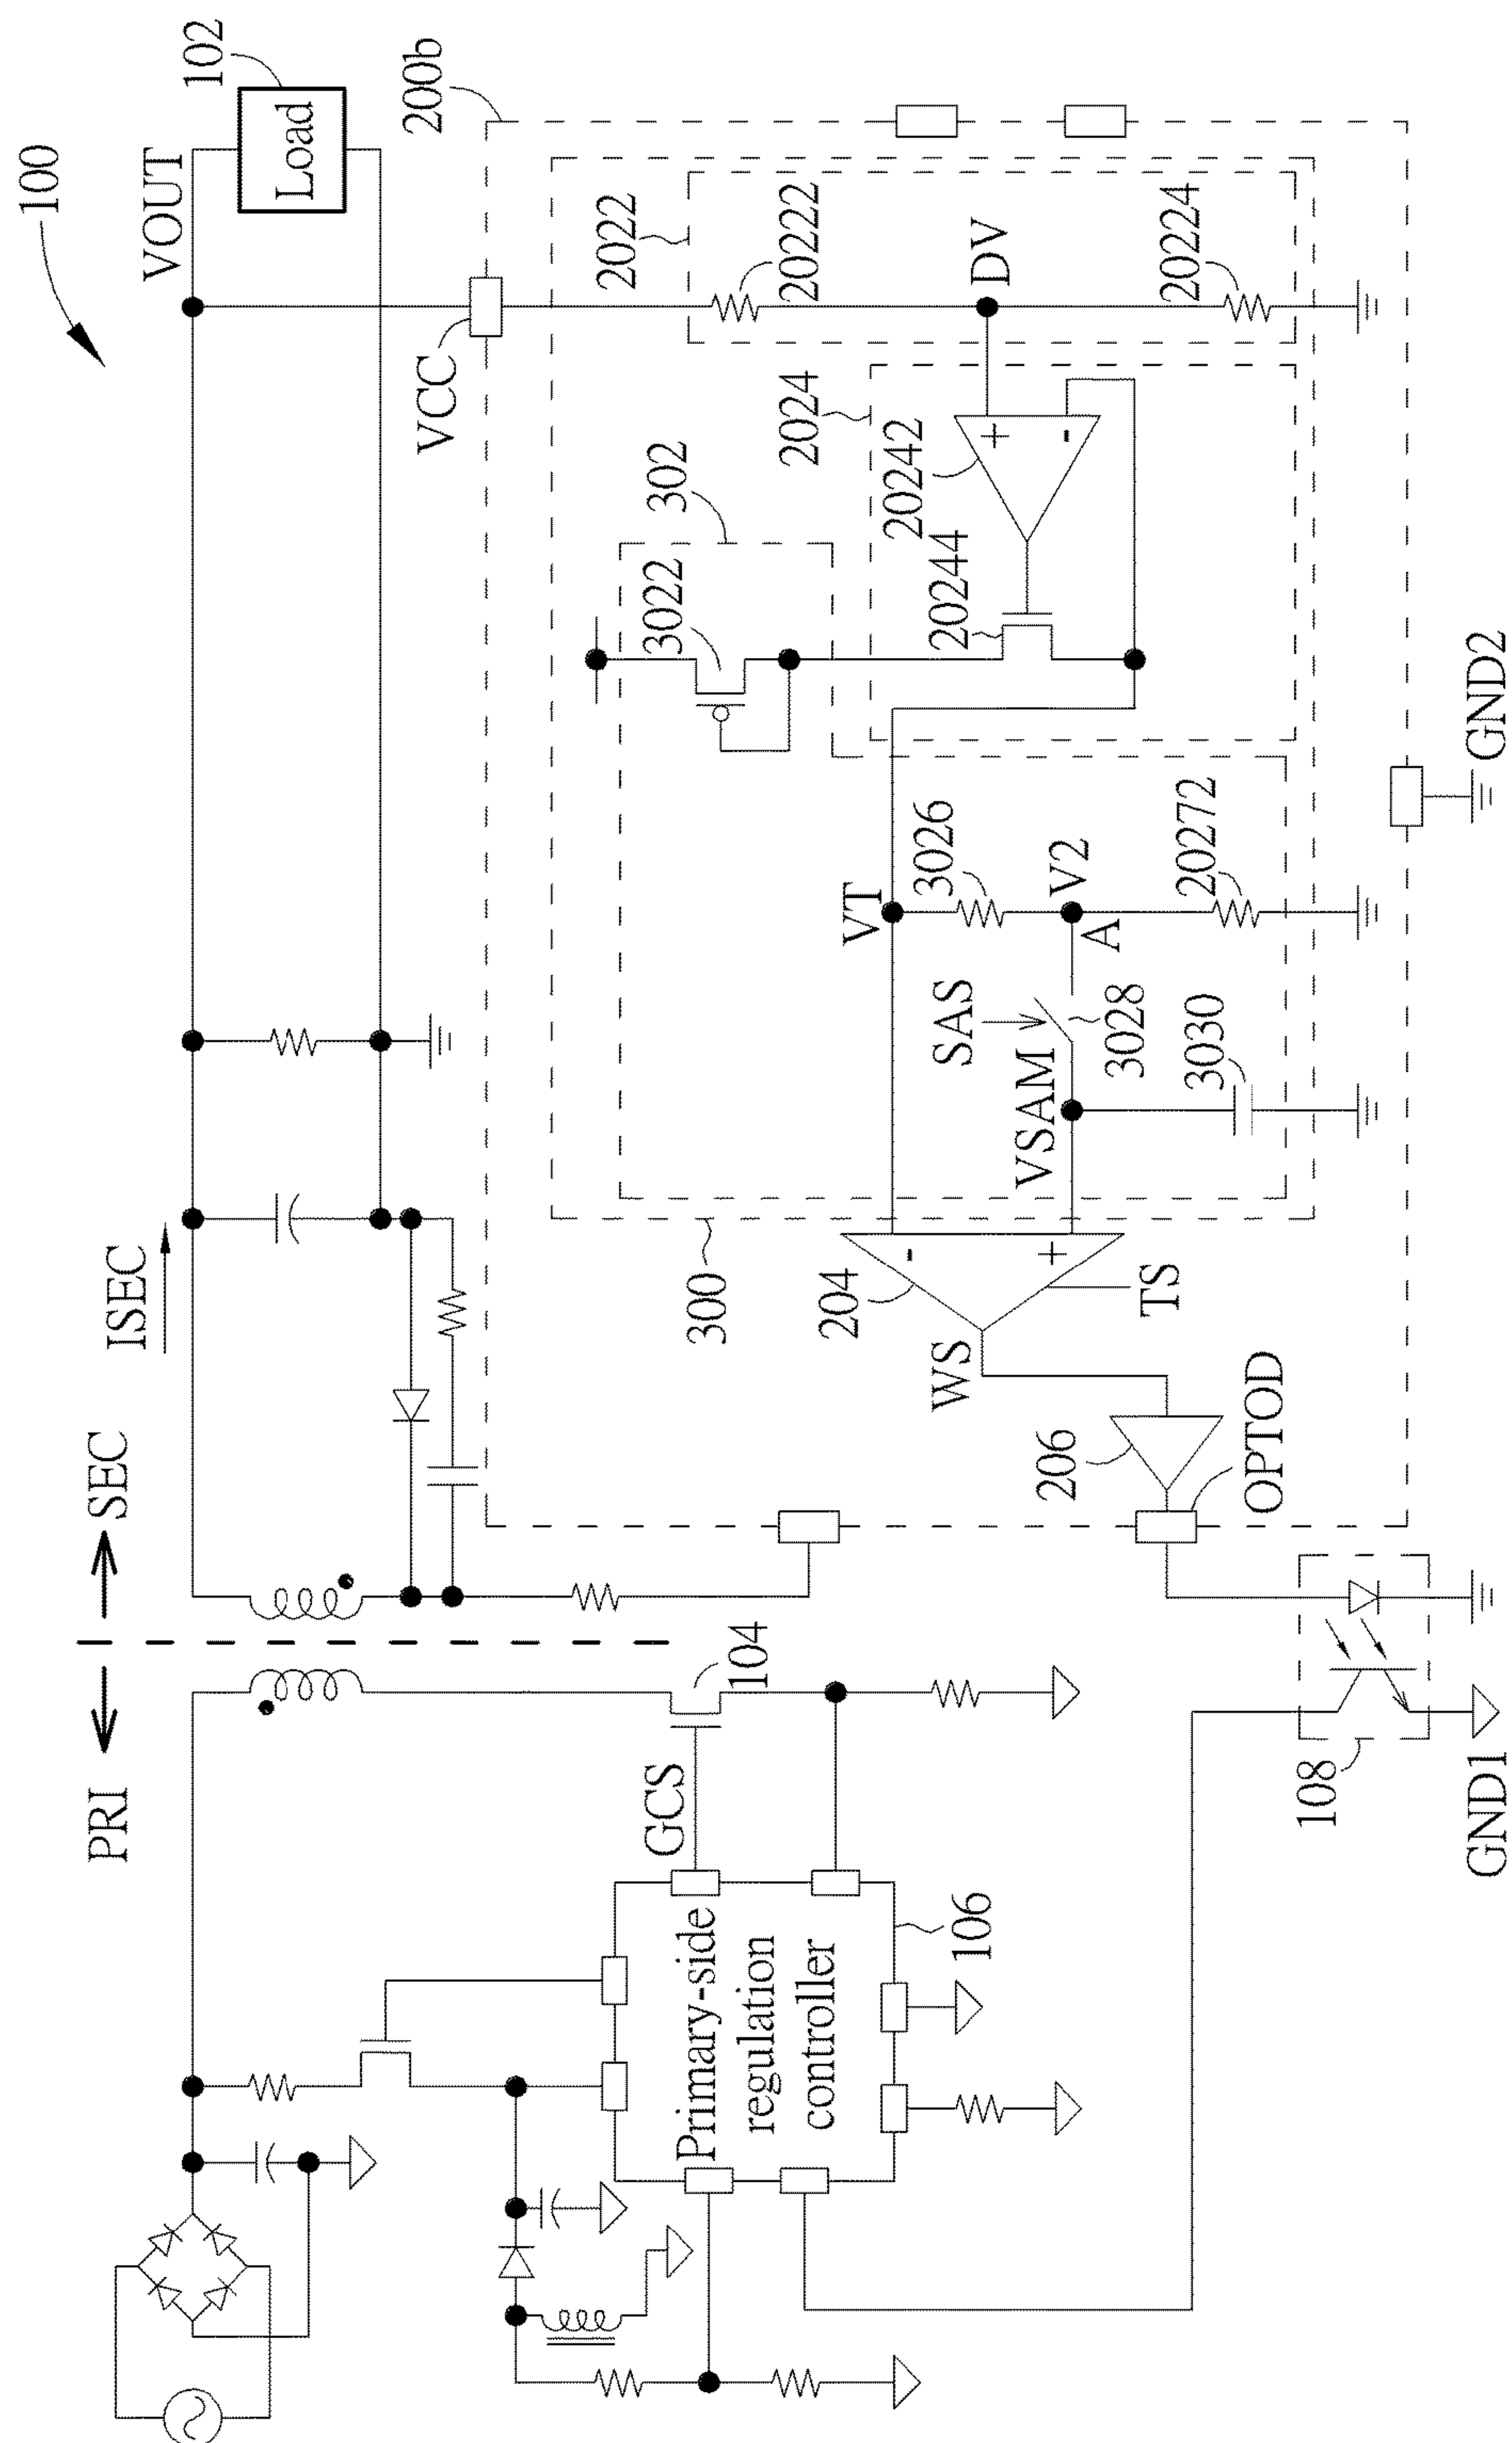 100
PRI
SEC
ISEC
VOUT
102
Load
200b
VCC
2022
20222
DV
20224
2024
20242
+
-
20244
302
3022
VT
3026
V2
A
20272
SAS
3028
VSAM
3030
300
204
-
+
TS
WS
206
OPTOD
GND2
104
GCS
Primary-side
regulation
controller
106
108
GND1